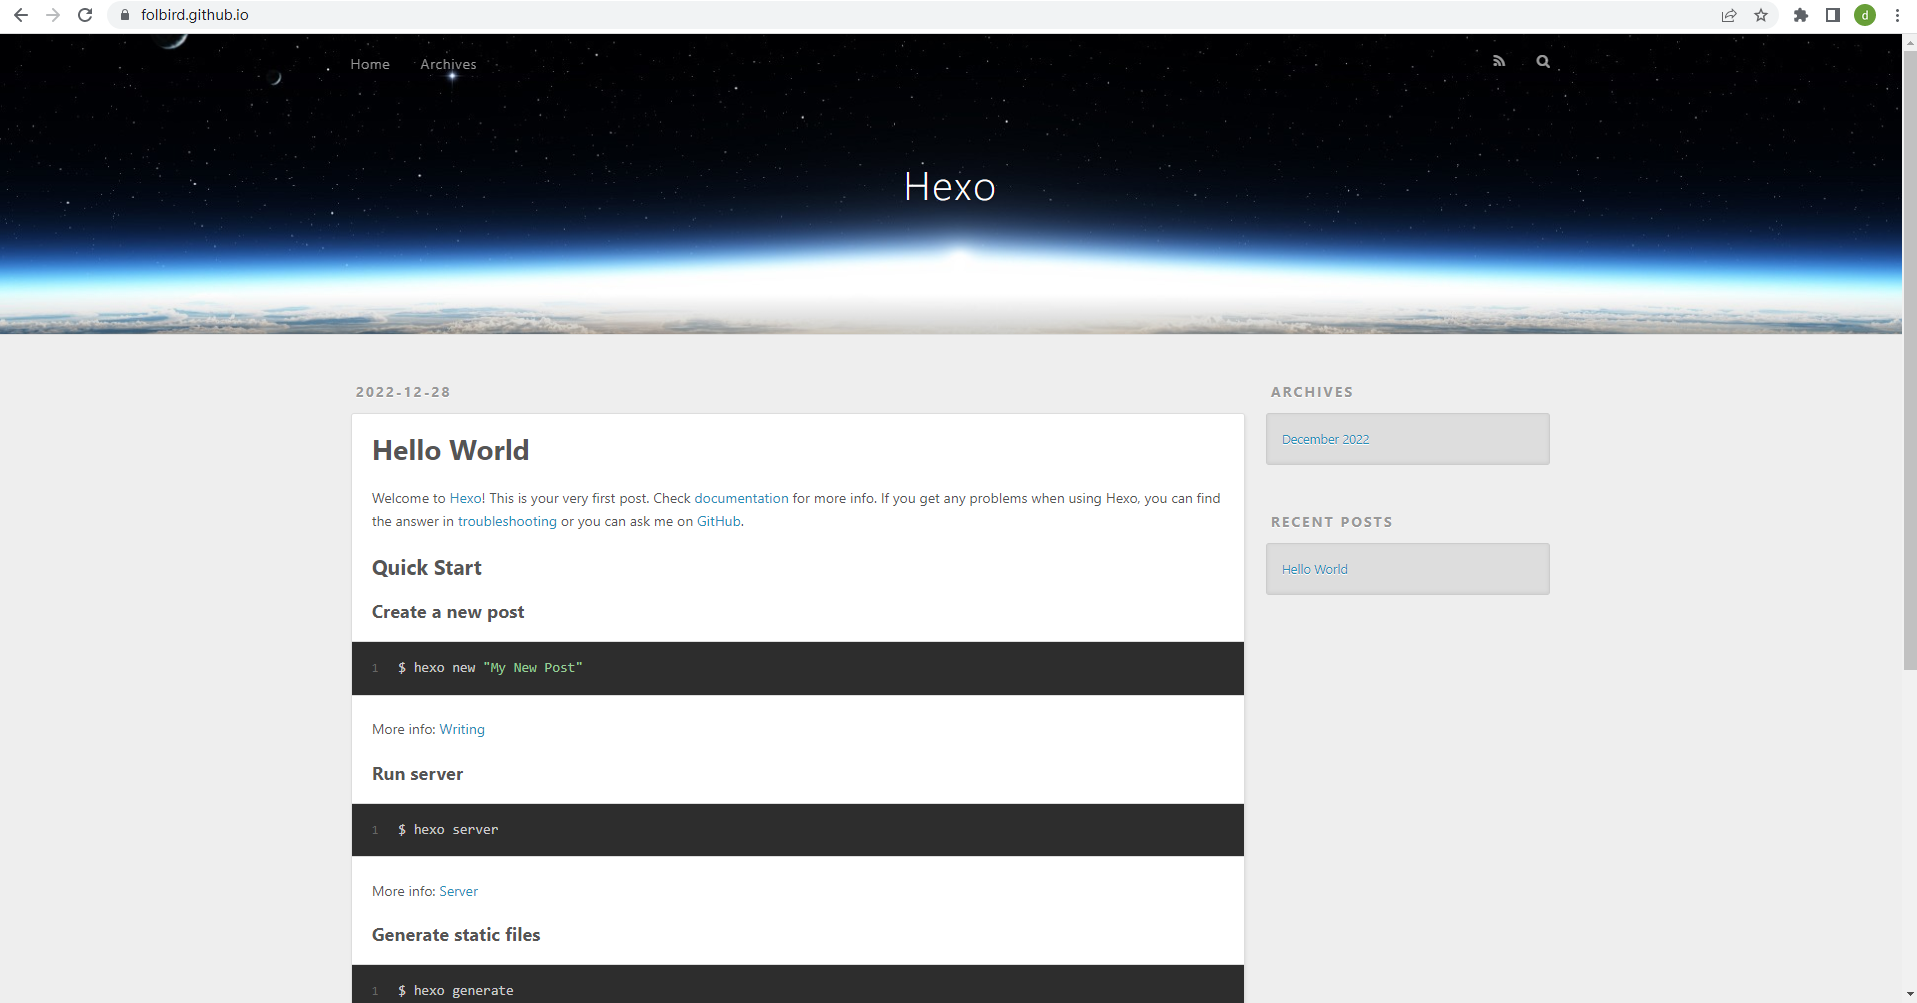 folbird.github.io
d
Home
Archives
Hexo
2022-12-28
Hello World
Welcome to Hexo! This is your very first post. Check documentation for more info. If you get any problems when using Hexo, you can find
the answer in troubleshooting or you can ask me on GitHub.
Quick Start
Create a new post
1 $ hexo new "My New Post"
More info: Writing
Run server
1 $ hexo server
More info: Server
Generate static files
1 $ hexo generate
ARCHIVES
December 2022
RECENT POSTS
Hello World